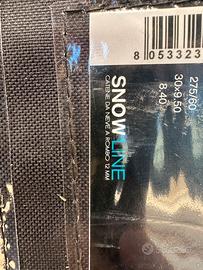 8 053323
SNOWLINE
CATENE DA NEVE A ROMBO 12 MM
275/60
30x9.50
8.40